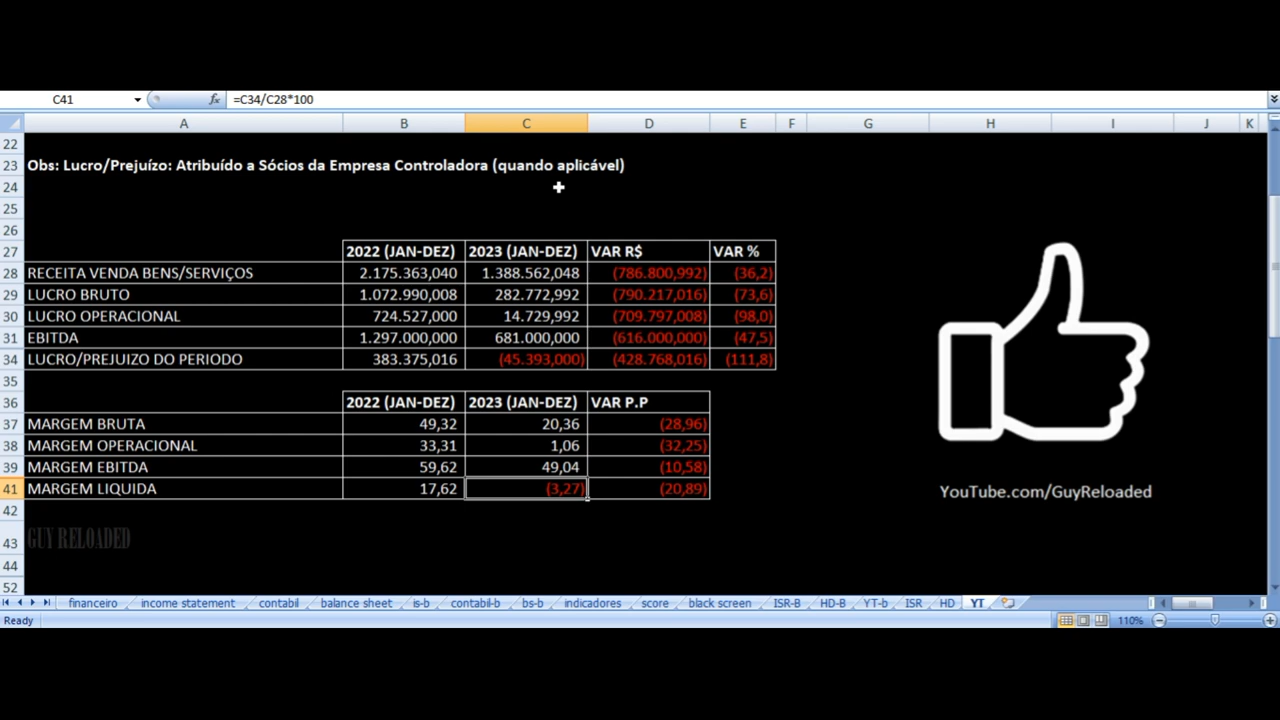 C41 fx =C34/C28*100
A B C D E F G H I J K
22
23 Obs: Lucro/Prejuízo: Atribuído a Sócios da Empresa Controladora (quando aplicável)
24
25
26
27 2022 (JAN-DEZ) 2023 (JAN-DEZ) VAR R$ VAR %
28 RECEITA VENDA BENS/SERVIÇOS 2.175.363,040 1.388.562,048 (786.800,992) (36,2)
29 LUCRO BRUTO 1.072.990,008 282.772,992 (790.217,016) (73,6)
30 LUCRO OPERACIONAL 724.527,000 14.729,992 (709.797,008) (98,0)
31 EBITDA 1.297.000,000 681.000,000 (616.000,000) (47,5)
34 LUCRO/PREJUIZO DO PERIODO 383.375,016 (45.393,000) (428.768,016) (111,8)
35
36 2022 (JAN-DEZ) 2023 (JAN-DEZ) VAR P.P
37 MARGEM BRUTA 49,32 20,36 (28,96)
38 MARGEM OPERACIONAL 33,31 1,06 (32,25)
39 MARGEM EBITDA 59,62 49,04 (10,58)
41 MARGEM LIQUIDA 17,62 (3,27) (20,89)
YouTube.com/GuyReloaded
42
43 GUY RELOADED
44
52
financeiro income statement contabil balance sheet is-b contabil-b bs-b indicadores score black screen ISR-B HD-B YT-b ISR HD YT
Ready 110%